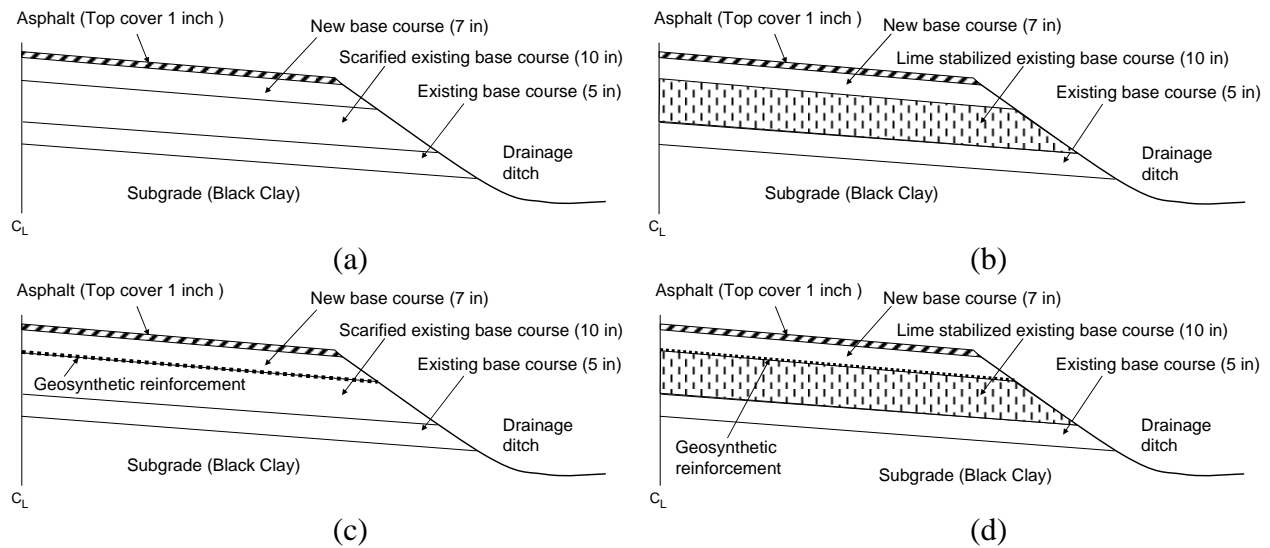 Asphalt (Top cover 1 inch )
New base course (7 in)
Scarified existing base course (10 in)
Existing base course (5 in)
Drainage
ditch
Subgrade (Black Clay)
CL
(a)
Asphalt (Top cover 1 inch )
New base course (7 in)
Lime stabilized existing base course (10 in)
Existing base course (5 in)
Drainage
ditch
Subgrade (Black Clay)
CL
(b)
Asphalt (Top cover 1 inch )
New base course (7 in)
Scarified existing base course (10 in)
Existing base course (5 in)
Geosynthetic reinforcement
Drainage
ditch
Subgrade (Black Clay)
CL
(c)
Asphalt (Top cover 1 inch )
New base course (7 in)
Lime stabilized existing base course (10 in)
Existing base course (5 in)
Drainage
ditch
Geosynthetic
reinforcement
Subgrade (Black Clay)
CL
(d)